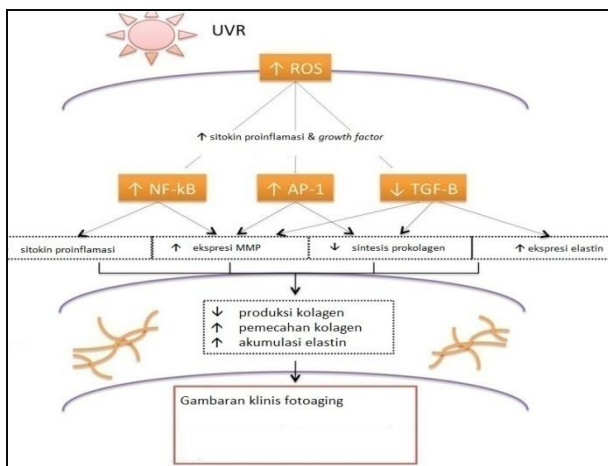 UVR
↑ ROS
↑ sitokin proinflamasi & growth factor
↑ NF-kB
↑ AP-1
↓ TGF-B
sitokin proinflamasi
↑ ekspresi MMP
↓ sintesis prokolagen
↑ ekspresi elastin
↓ produksi kolagen
↑ pemecahan kolagen
↑ akumulasi elastin
Gambaran klinis fotoaging